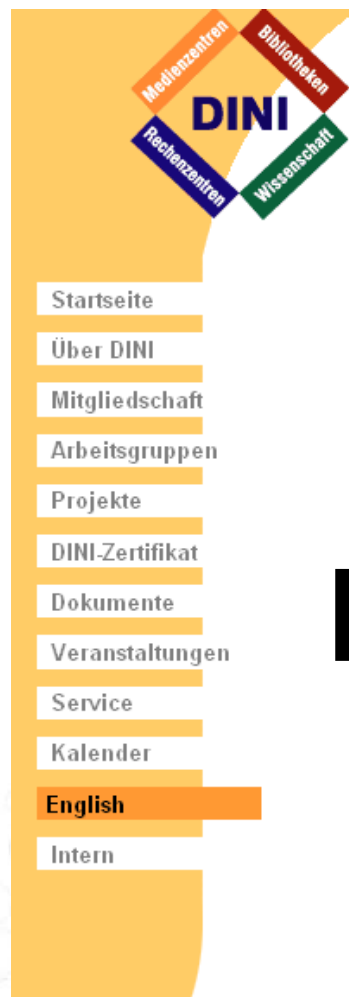 Medienzentren
Bibliotheken
DINI
Rechenzentren
Wissenschaft
Startseite
Über DINI
Mitgliedschaft
Arbeitsgruppen
Projekte
DINI-Zertifikat
Dokumente
Veranstaltungen
Service
Kalender
English
Intern